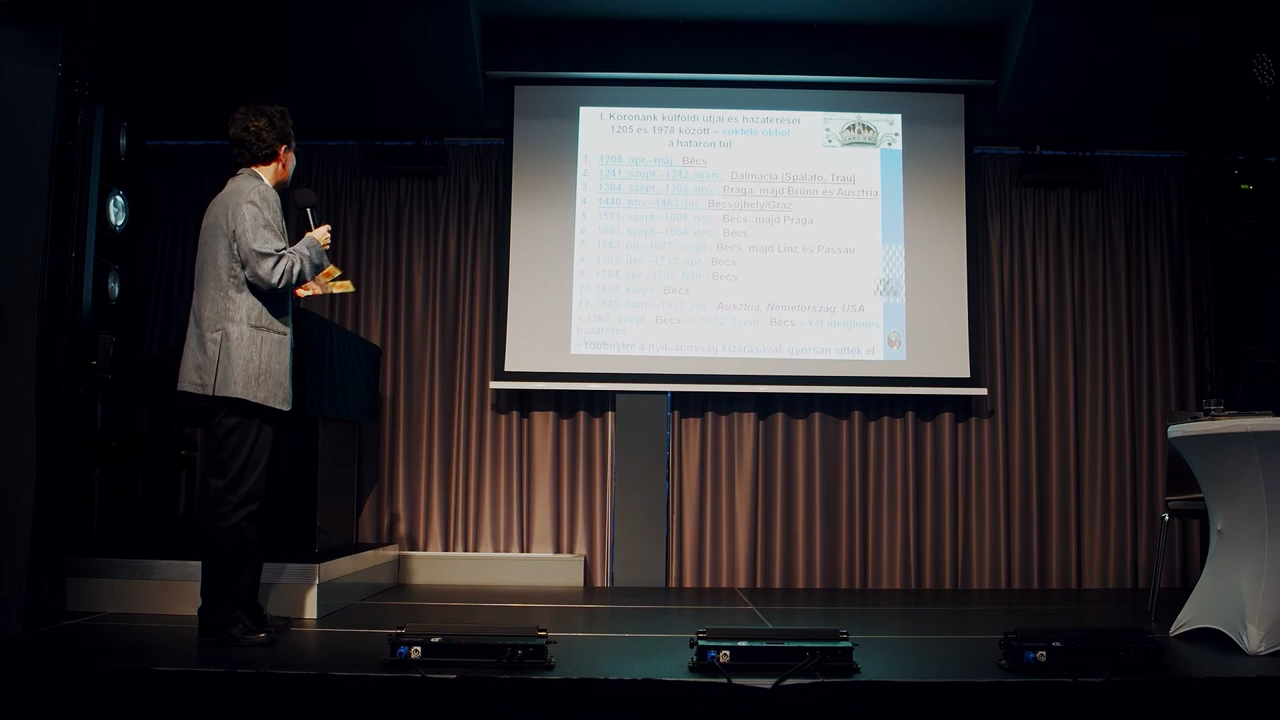 I. Koronánk külföldi útjai és hazatérései
1205 és 1978 között – sokféle okból
a határon túl.
1. 1205. ápr.–máj.: Bécs
2. 1241. szept.–1242. márc.: Dalmácia (Spalato, Trau)
3. 1304. szept.–1305. nov.: Prága, majd Brünn és Ausztria
4. 1440. nov.–1463. júl.: Bécsújhely/Graz
5. 1551. szept.– Bécs, majd Prága
6. 1663. szept.–1664. dec.: Bécs
7. 1683. júl.–1687. szept.: Bécs, majd Linz és Passau
8. 1703. dec.–1712. ápr.: Bécs
9. 1784. ápr.–1790. febr.: Bécs
10. 1853. szept.: Bécs
11. 1945. márc.–1978. jan.: Ausztria, Németország, USA
+ 1563. szept.: Bécs és szept.: Bécs – két ideiglenes
hazatérés
- többnyire a nyilvánosság kizárásával, gyorsan vitték el